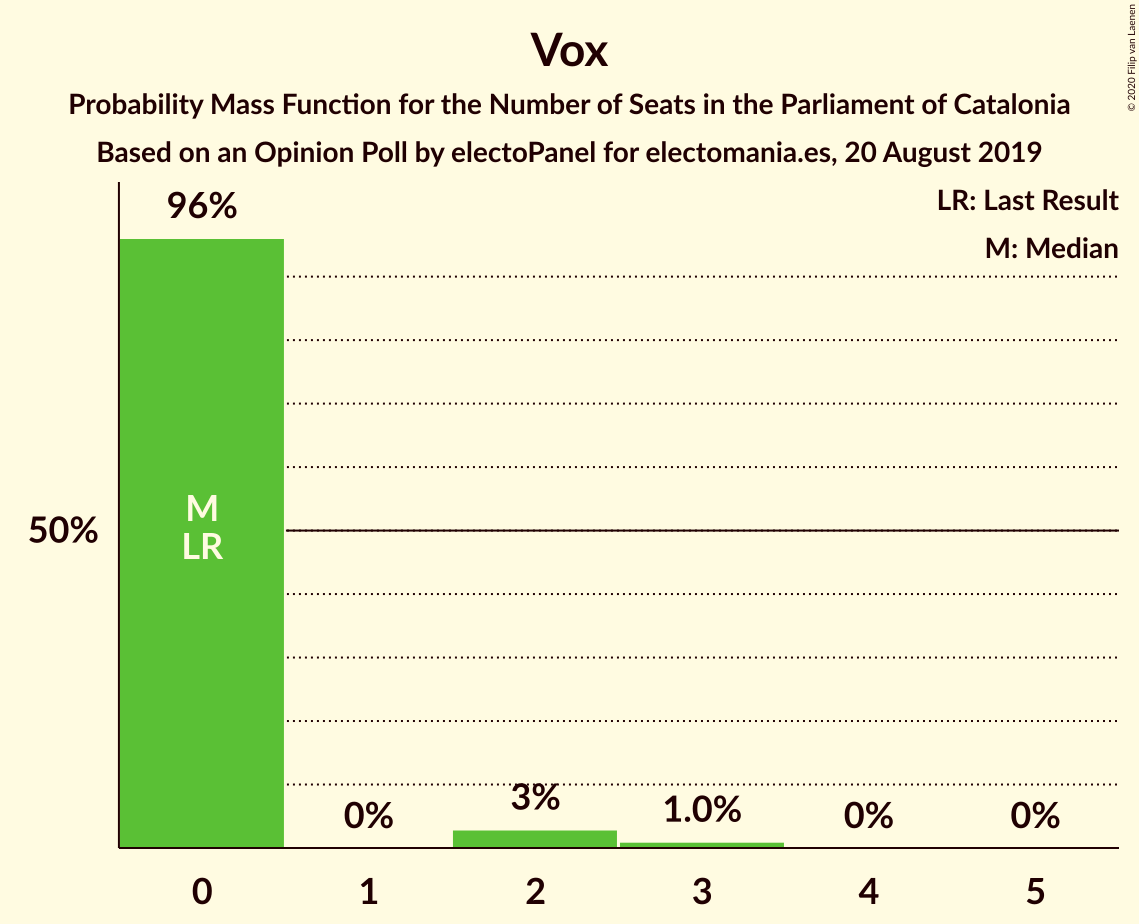 Vox
Probability Mass Function for the Number of Seats in the Parliament of Catalonia
Based on an Opinion Poll by electoPanel for electomania.es, 20 August 2019
© 2020 Filip van Laenen
LR: Last Result
M: Median
96%
M
LR
50%
0%
3%
1.0%
0%
0%
0 1 2 3 4 5